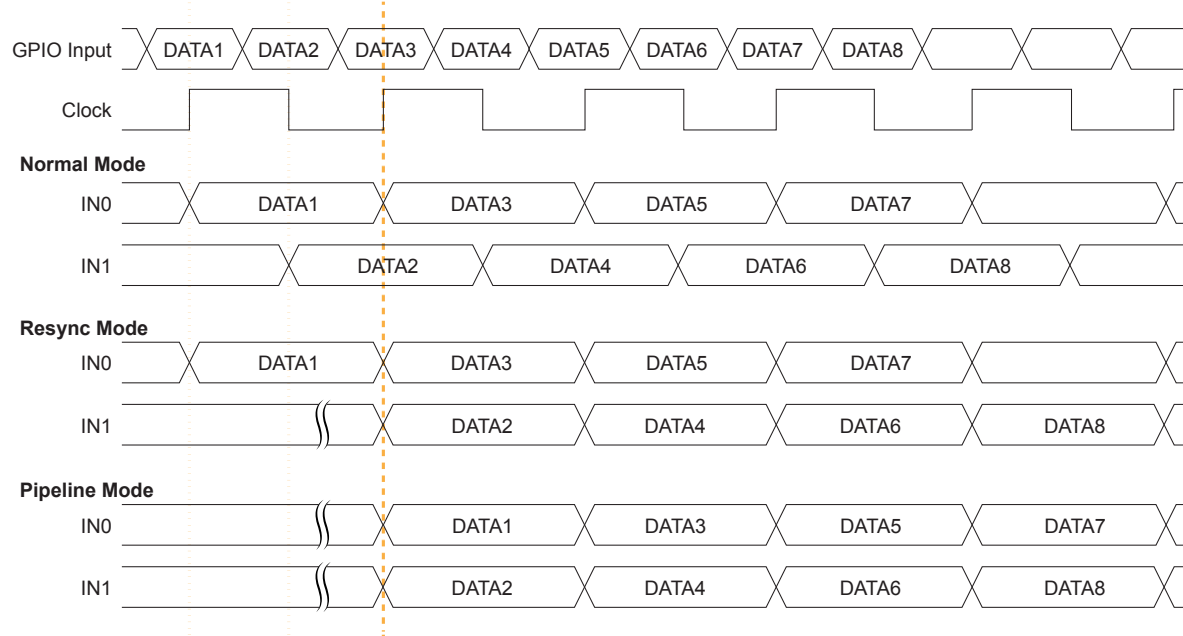 GPIO Input DATA1 DATA2 DATA3 DATA4 DATA5 DATA6 DATA7 DATA8
Clock
Normal Mode
IN0 DATA1 DATA3 DATA5 DATA7
IN1 DATA2 DATA4 DATA6 DATA8
Resync Mode
IN0 DATA1 DATA3 DATA5 DATA7
IN1 DATA2 DATA4 DATA6 DATA8
Pipeline Mode
IN0 DATA1 DATA3 DATA5 DATA7
IN1 DATA2 DATA4 DATA6 DATA8